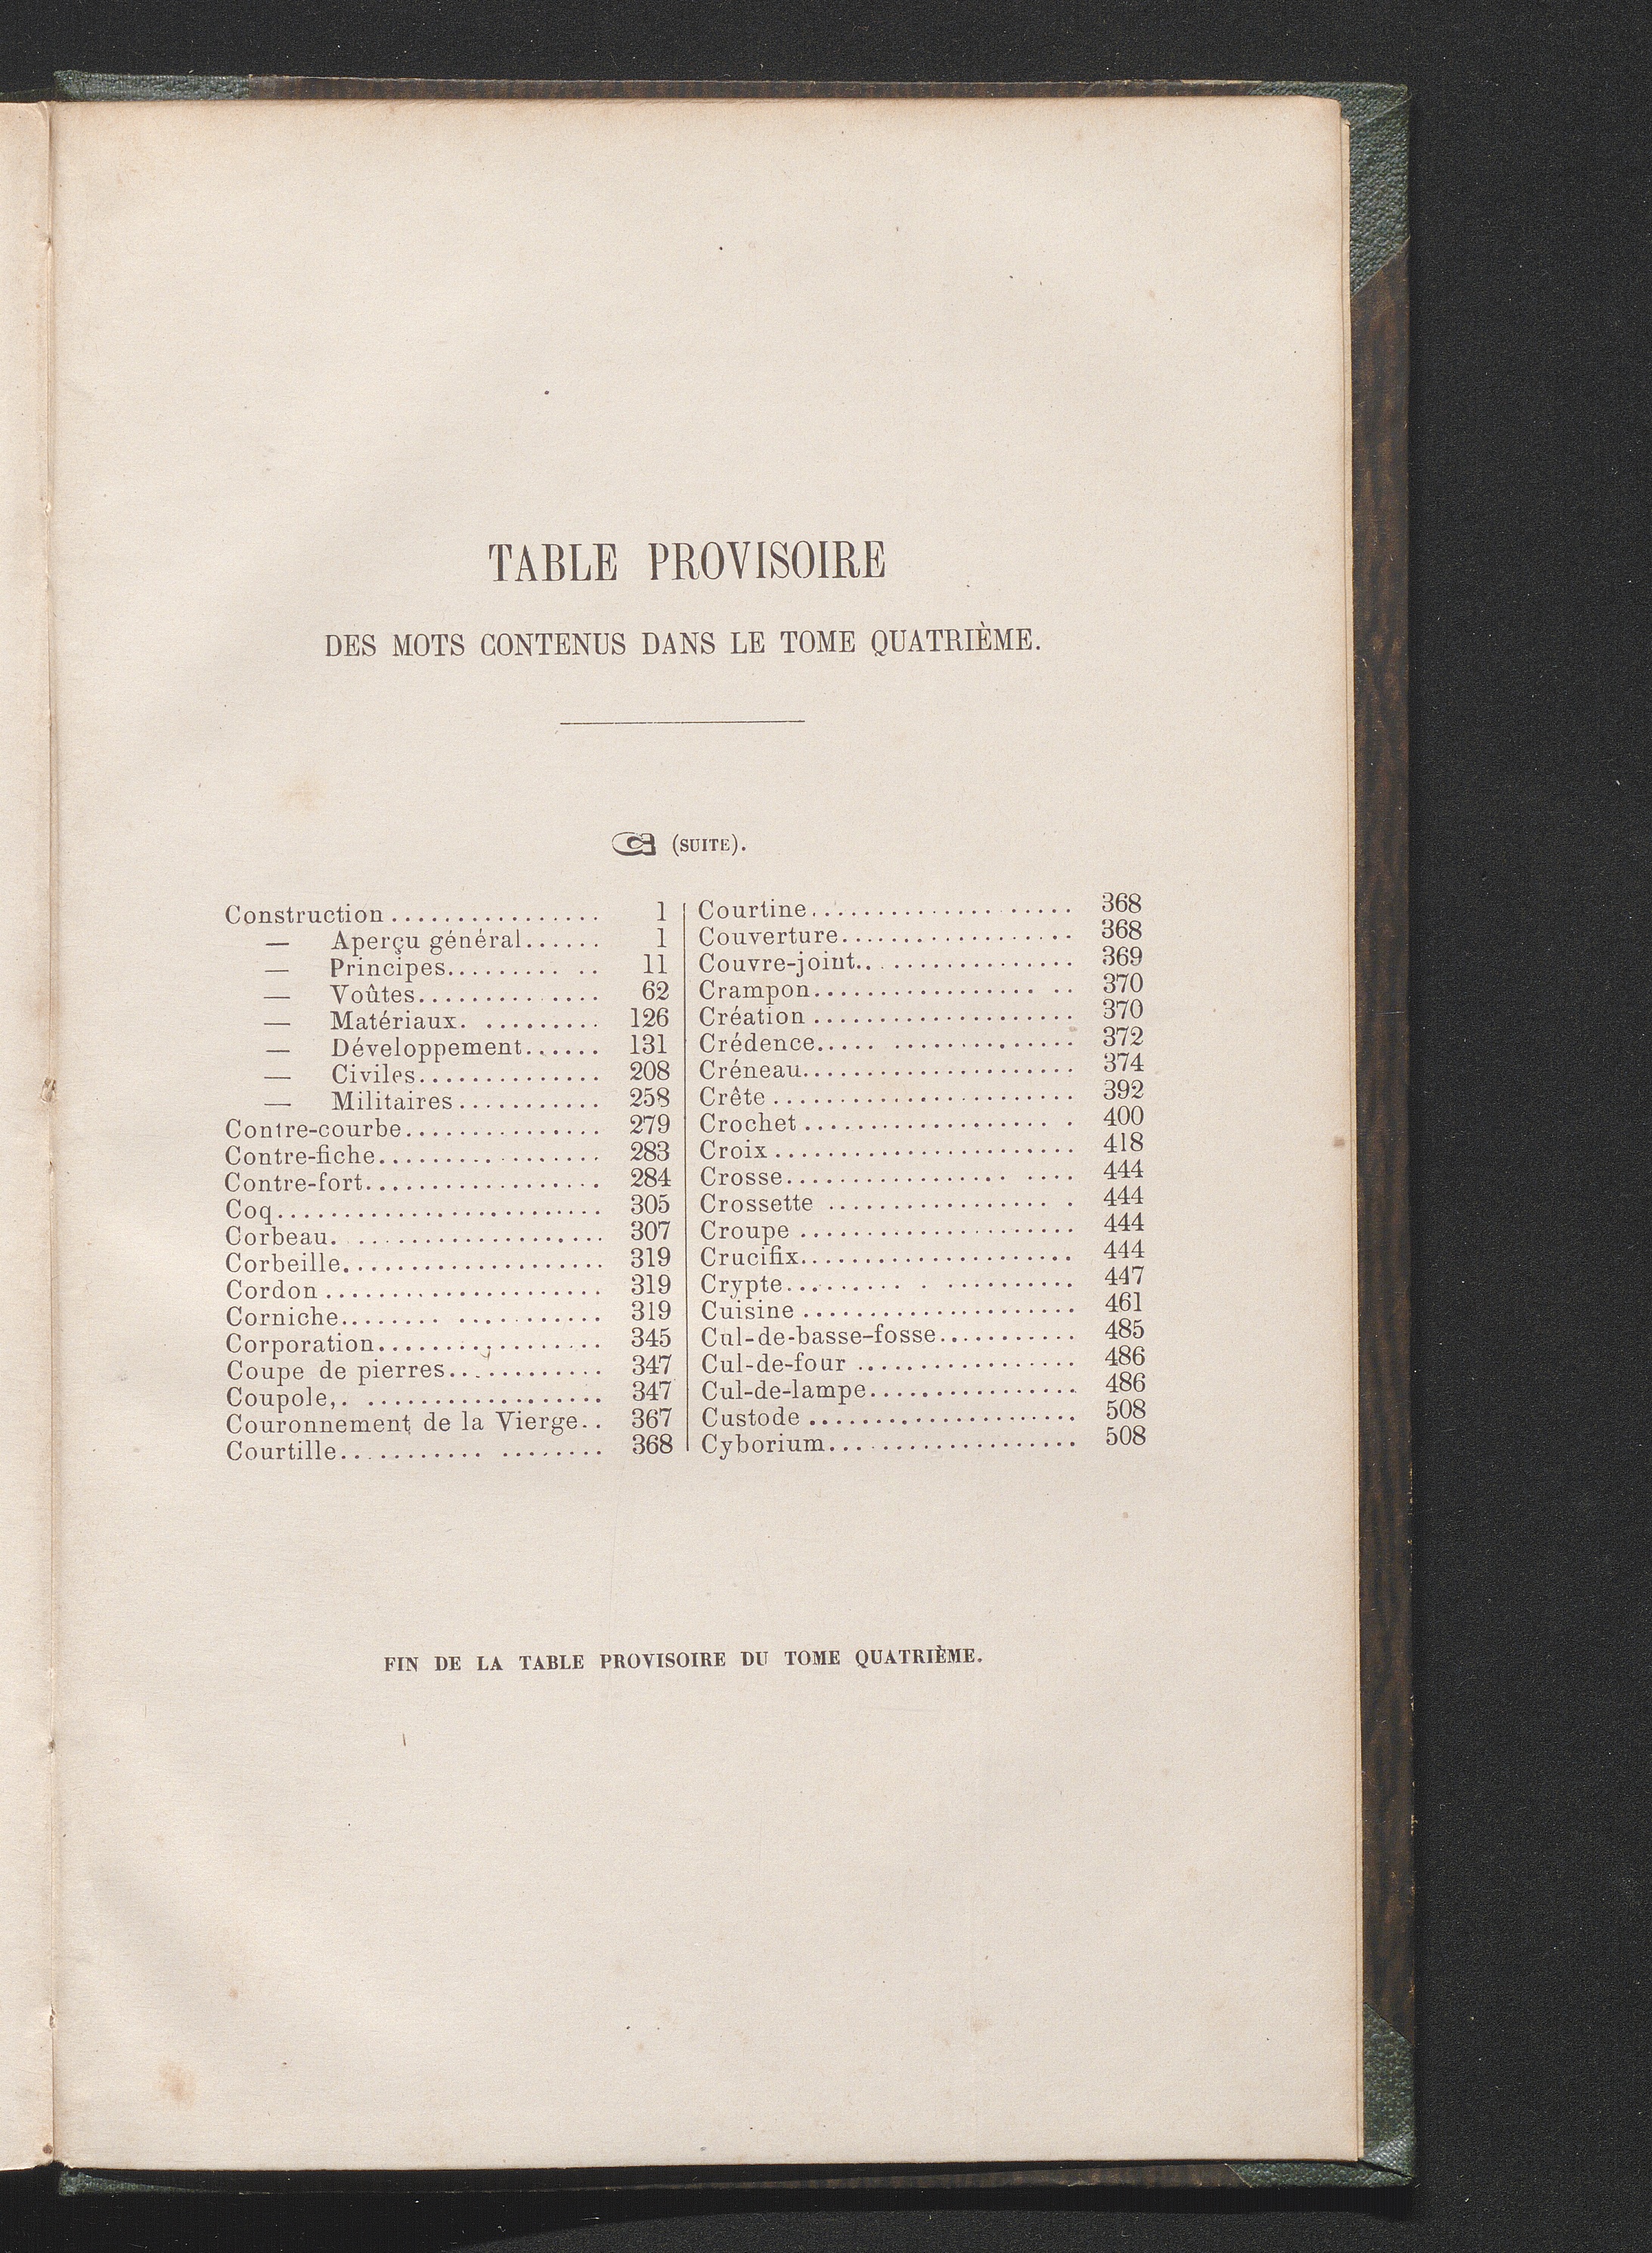 TABLE PROVISOIRE
DES MOTS CONTENUS DANS LE TOME QUATRIÈME.
C (SUITE).
Construction................ 1
— Aperçu général...... 1
— Principes......... .. 11
— Voûtes.............. 62
— Matériaux. ......... 126
— Développement...... 131
— Civiles.............. 208
— Militaires........... 258
Contre-courbe............... 279
Contre-fiche................. 283
Contre-fort.................. 284
Coq......................... 305
Corbeau. ................... 307
Corbeille.................... 319
Cordon ..................... 319
Corniche........ ........... 319
Corporation................. 345
Coupe de pierres............ 347
Coupole,. .................. 347
Couronnement de la Vierge.. 367
Courtille........... ........ 368
Courtine.................... 368
Couverture.................. 368
Couvre-joint.. .............. 369
Crampon................. .. 370
Création .................... 370
Crédence..... .............. 372
Créneau..................... 374
Crête ....................... 392
Crochet ................... . 400
Croix ....................... 418
Crosse................. .... 444
Crossette ................. . 444
Croupe ..................... 444
Crucifix..................... 444
Crypte......... . .......... 447
Cuisine ..................... 461
Cul-de-basse-fosse........... 485
Cul-de-four ................. 486
Cul-de-lampe................ 486
Custode ..................... 508
Cyborium................... 508
FIN DE LA TABLE PROVISOIRE DU TOME QUATRIÈME.